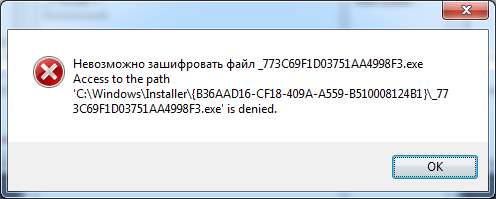 Невозможно зашифровать файл _773C69F1D03751AA4998F3.exe
Access to the path
'C:\Windows\Installer\{B36AAD16-CF18-409A-A559-B510008124B1}\_77
3C69F1D03751AA4998F3.exe' is denied.
OK